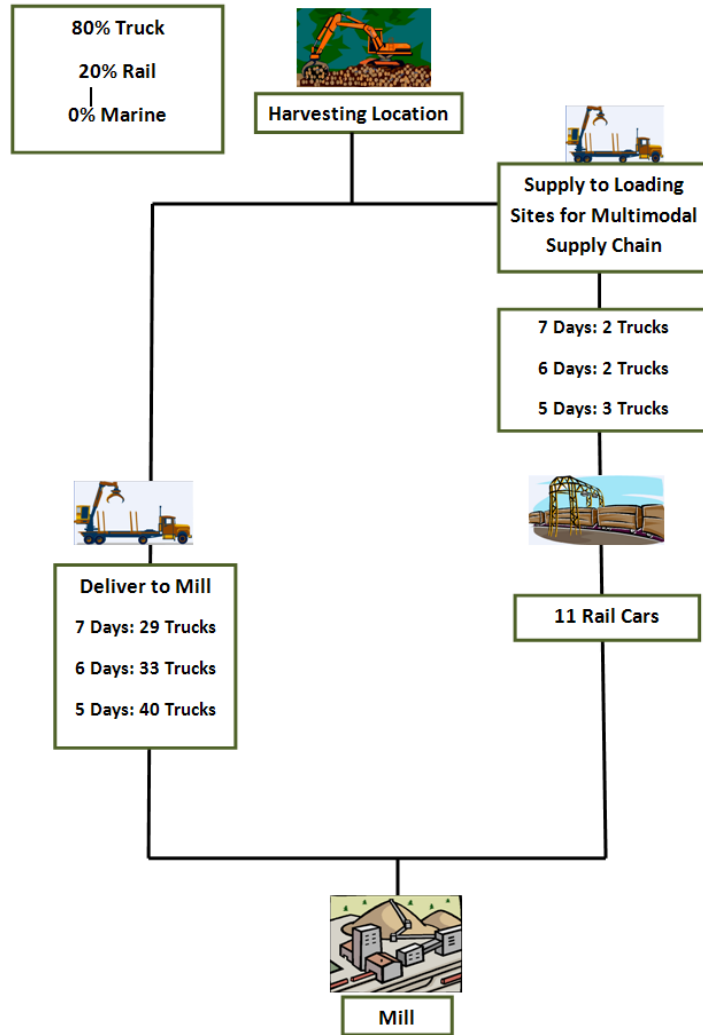 80% Truck
20% Rail
0% Marine
Harvesting Location
Supply to Loading
Sites for Multimodal
Supply Chain
7 Days: 2 Trucks
6 Days: 2 Trucks
5 Days: 3 Trucks
Deliver to Mill
7 Days: 29 Trucks
6 Days: 33 Trucks
5 Days: 40 Trucks
11 Rail Cars
Mill